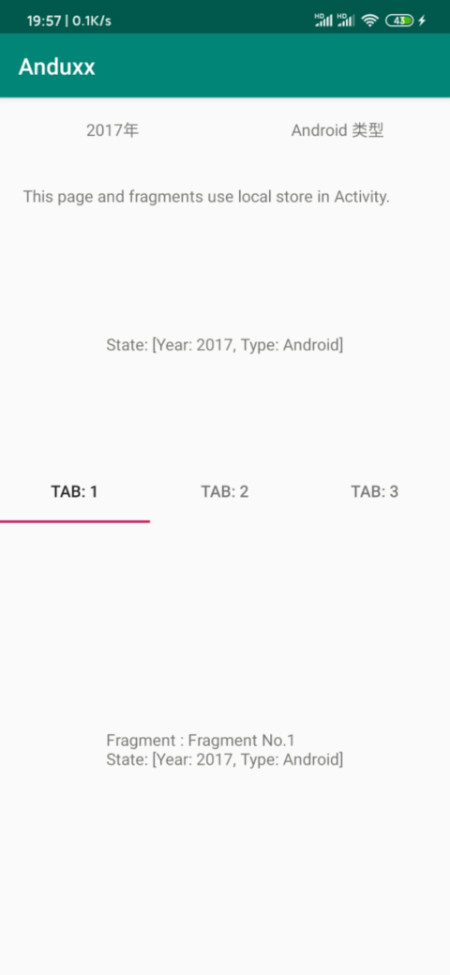 19:57 | 0.1K/s HD HD 43
Anduxx
2017年 Android 类型
This page and fragments use local store in Activity.
State: [Year: 2017, Type: Android]
TAB: 1 TAB: 2 TAB: 3
Fragment : Fragment No.1
State: [Year: 2017, Type: Android]